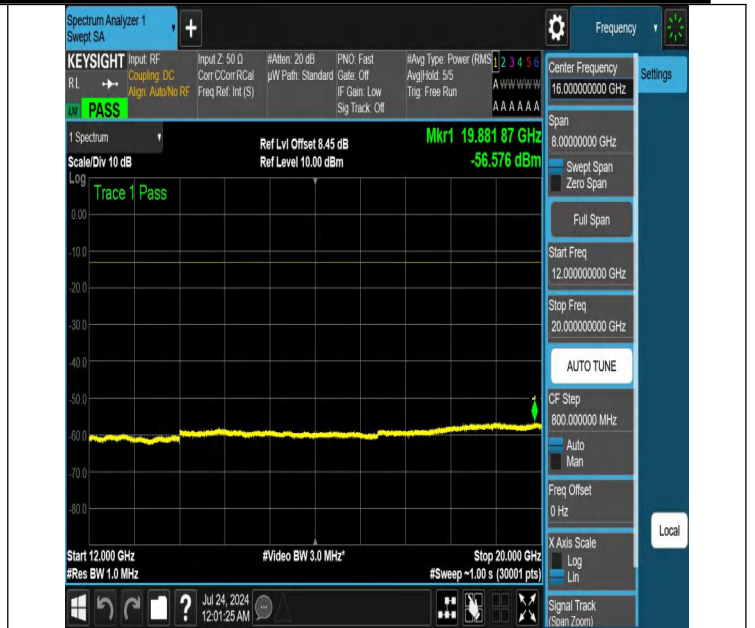 Spectrum Analyzer 1
Swept SA
+
Frequency
KEYSIGHT
RL
PASS
Input: RF
Coupling: DC
Align: Auto/No RF
Input Z: 50 Ω
Corr CCorr RCal
Freq Ref: Int (S)
#Atten: 20 dB
µW Path: Standard
PNO: Fast
Gate: Off
IF Gain: Low
Sig Track: Off
#Avg Type: Power (RMS
Avg|Hold: 5/5
Trig: Free Run
1 2 3 4 5 6
A W W W W W
A A A A A A
1 Spectrum
Scale/Div 10 dB
Ref Lvl Offset 8.45 dB
Ref Level 10.00 dBm
Mkr1 19.881 87 GHz
-56.576 dBm
Log
Trace 1 Pass
0.00
-10.0
-20.0
-30.0
-40.0
-50.0
-60.0
-70.0
-80.0
1
Start 12.000 GHz
#Res BW 1.0 MHz
#Video BW 3.0 MHz*
Stop 20.000 GHz
#Sweep ~1.00 s (30001 pts)
Center Frequency
16.00000000 GHz
Settings
Span
8.00000000 GHz
Swept Span
Zero Span
Full Span
Start Freq
12.000000000 GHz
Stop Freq
20.000000000 GHz
AUTO TUNE
CF Step
800.000000 MHz
Auto
Man
Freq Offset
0 Hz
X Axis Scale
Log
Lin
Local
Signal Track
(Span Zoom)
?
Jul 24, 2024
12:01:25 AM